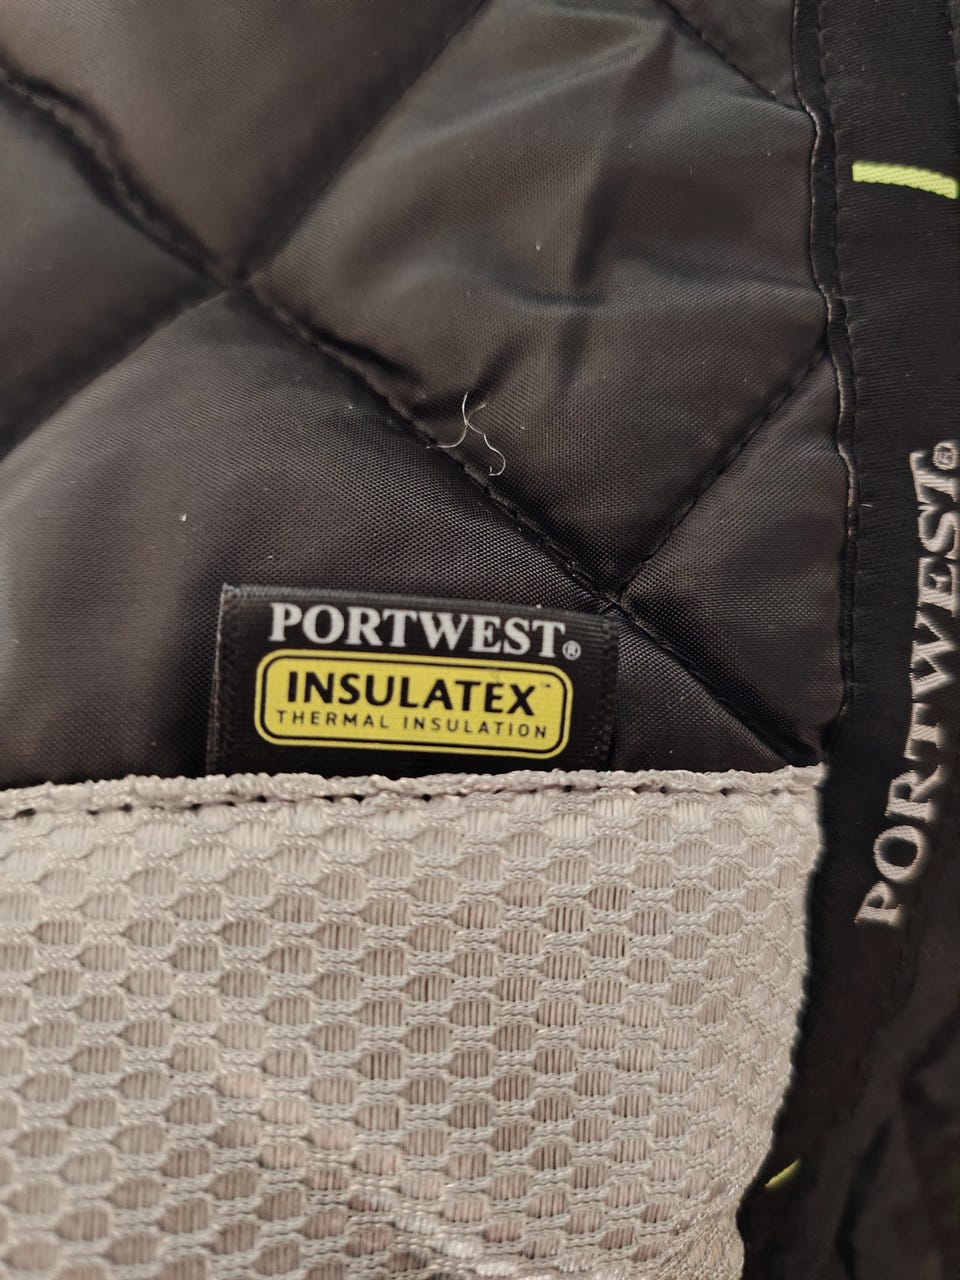 PORTWEST®
INSULATEX™
THERMAL INSULATION
PORTWEST®